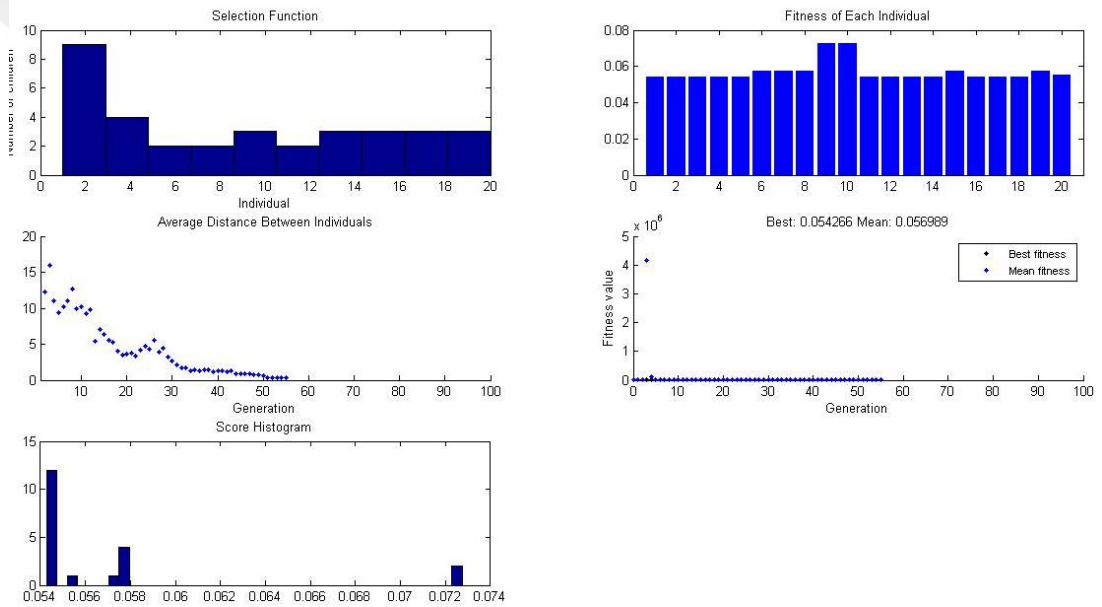 Selection Function
10
8
6
4
2
0
0 2 4 6 8 10 12 14 16 18 20
Individual
Number of children
Fitness of Each Individual
0.08
0.06
0.04
0.02
0
0 2 4 6 8 10 12 14 16 18 20
Average Distance Between Individuals
20
15
10
5
0
10 20 30 40 50 60 70 80 90 100
Generation
Best: 0.054266 Mean: 0.056989
x 10^6
5
4
3
2
1
0
0 10 20 30 40 50 60 70 80 90 100
Fitness value
Generation
Best fitness
Mean fitness
Score Histogram
15
10
5
0
0.054 0.056 0.058 0.06 0.062 0.064 0.066 0.068 0.07 0.072 0.074